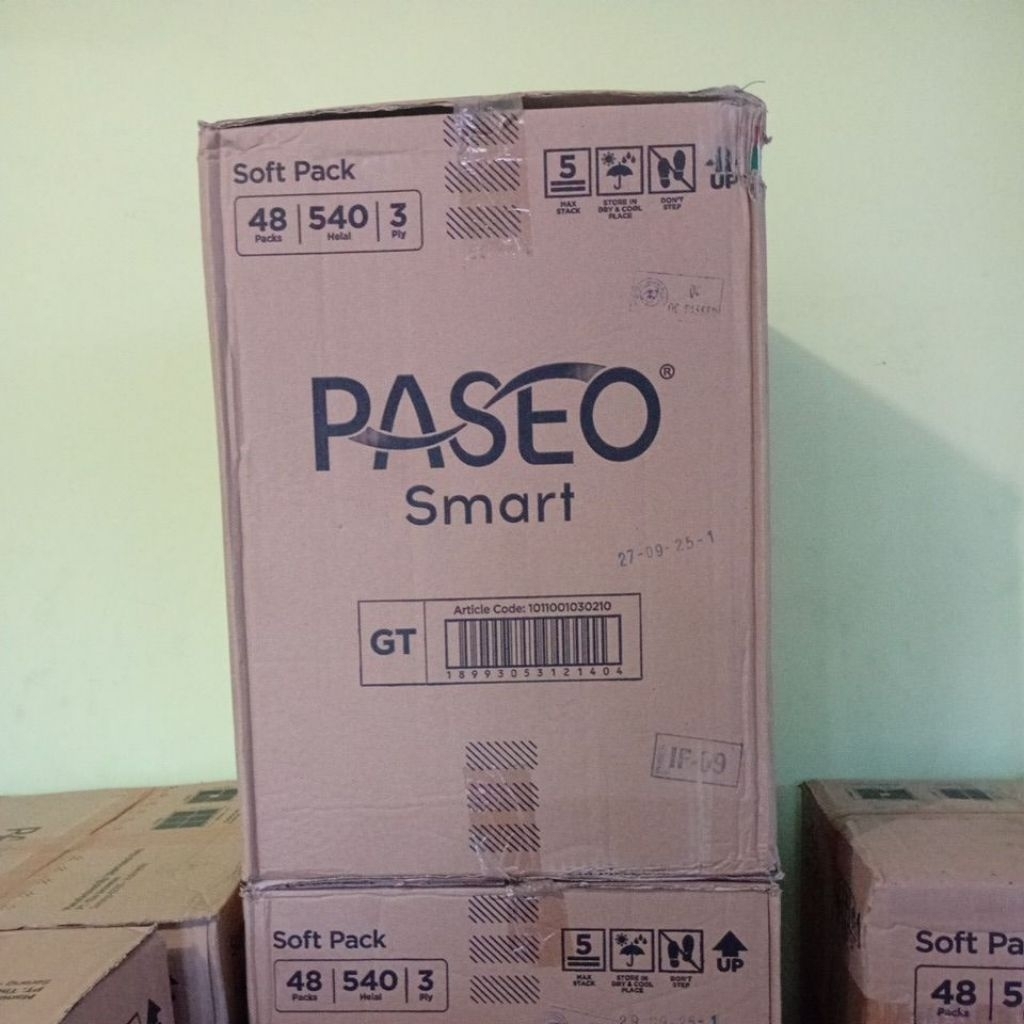 Soft Pack
48 Packs | 540 Helai | 3 Ply
5
MAX STACK
STORE IN DRY & COOL PLACE
DON'T STEP
UP
PASEO®
Smart
27-09-25-1
GT
Article Code: 1011001030210
18993053121404
IF-09
Soft Pack
48 Packs | 540 Helai | 3 Ply
5
MAX STACK
STORE IN DRY & COOL PLACE
DON'T STEP
UP
Soft Pa
48 Packs | 5